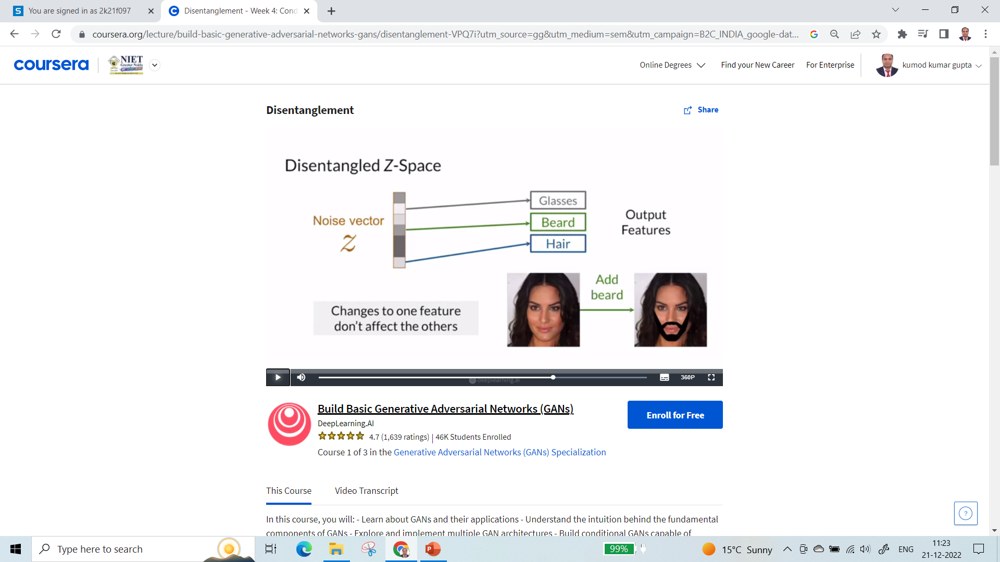 You are signed in as 2k21f097
Disentanglement - Week 4: Cond
coursera.org/lecture/build-basic-generative-adversarial-networks-gans/disentanglement-VPQ7i?utm_source=gg&utm_medium=sem&utm_campaign=B2C_INDIA_google-dat...
coursera
NIET
Greater Noida
Online Degrees
Find your New Career
For Enterprise
kumod kumar gupta
Disentanglement
Share
Disentangled Z-Space
Noise vector
z
Glasses
Beard
Hair
Output
Features
Changes to one feature
don't affect the others
Add
beard
deeplearning.ai
360P
Build Basic Generative Adversarial Networks (GANs)
DeepLearning.AI
4.7 (1,639 ratings) | 46K Students Enrolled
Course 1 of 3 in the Generative Adversarial Networks (GANs) Specialization
Enroll for Free
This Course
Video Transcript
In this course, you will: - Learn about GANs and their applications - Understand the intuition behind the fundamental
components of GANs - Explore and implement multiple GAN architectures - Build conditional GANs capable of
Type here to search
99%
15°C Sunny
ENG
11:23
21-12-2022